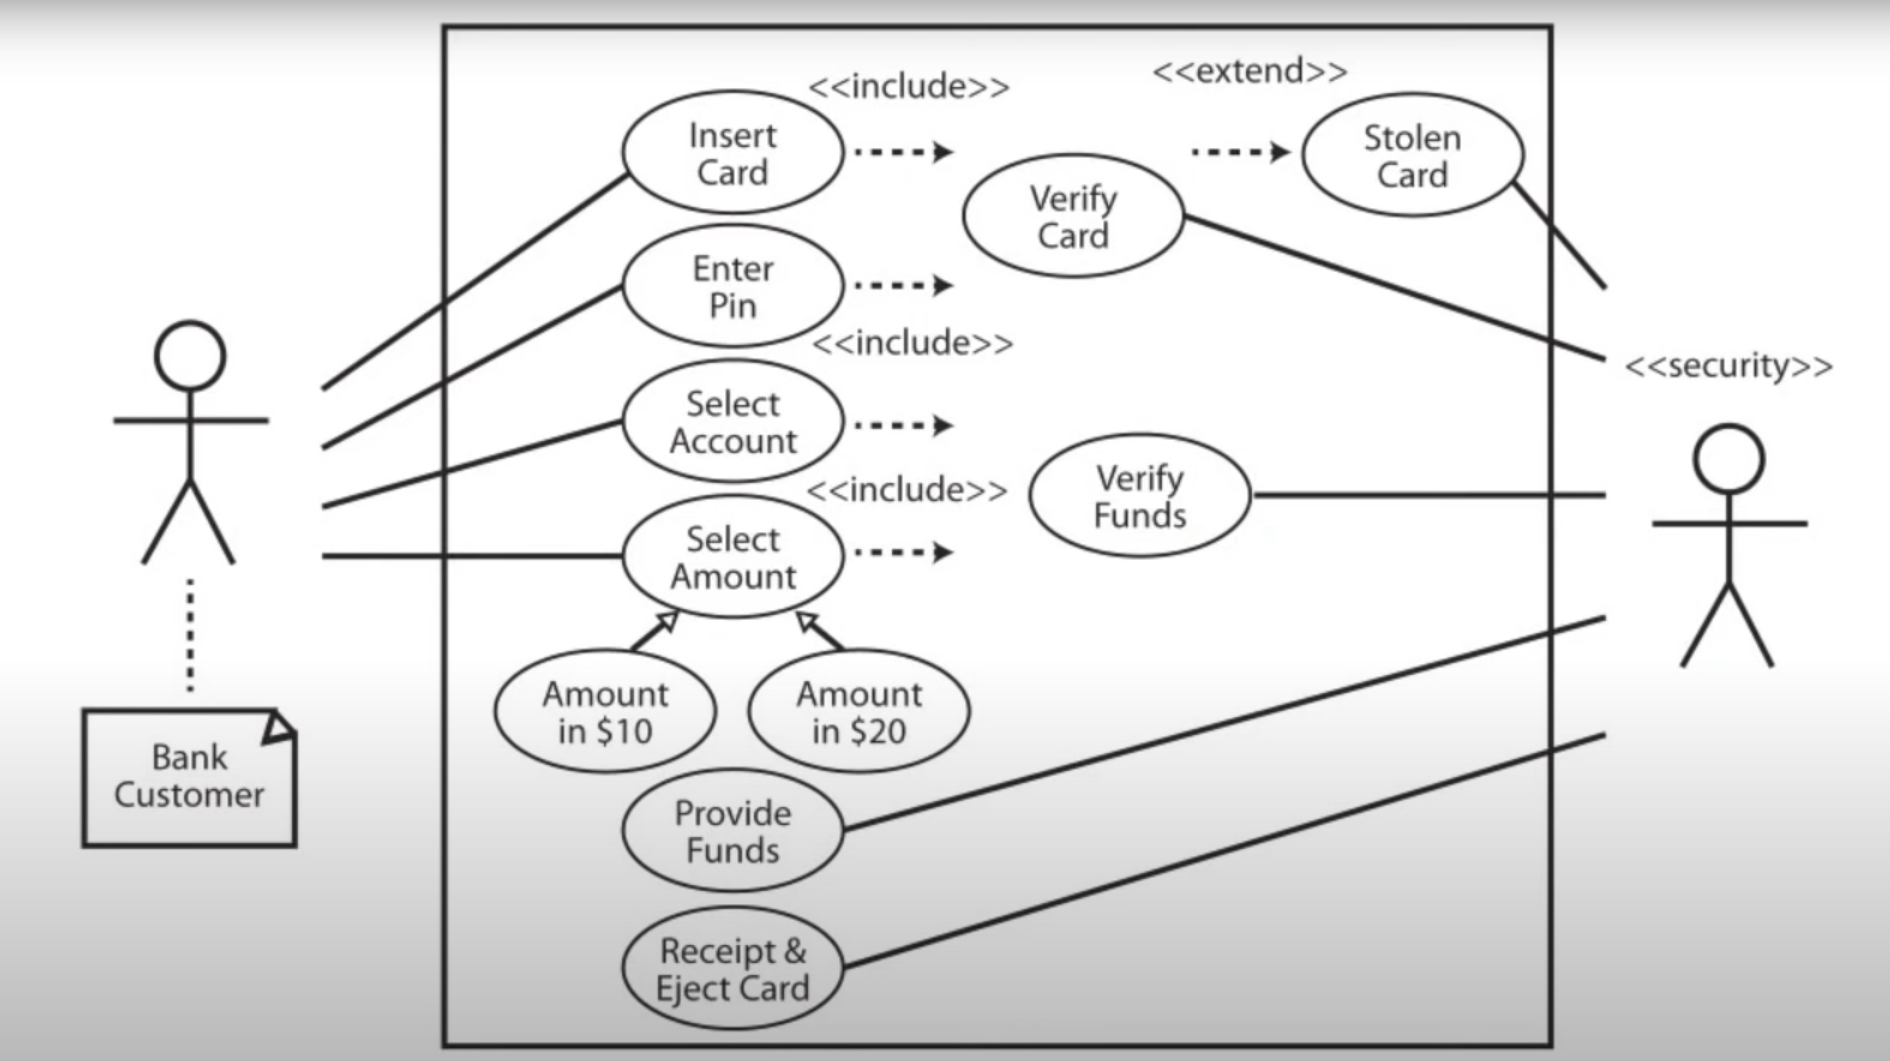 <<include>>
<<extend>>
Insert
Card
Stolen
Card
Verify
Card
Enter
Pin
<<include>>
<<security>>
Select
Account
<<include>>
Verify
Funds
Select
Amount
Amount
in $10
Amount
in $20
Bank
Customer
Provide
Funds
Receipt &
Eject Card